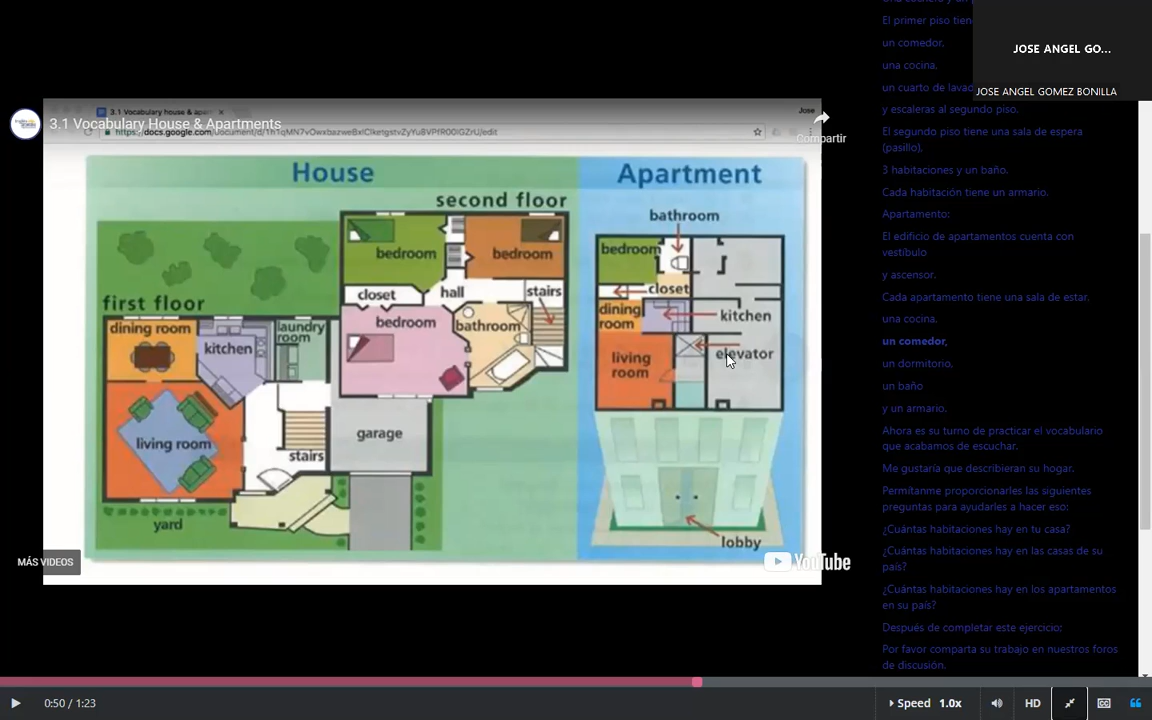 3.1 Vocabulary house & apart
Jose
3.1 Vocabulary House & Apartments
Compartir
House
Apartment
second floor
bathroom
bedroom
bedroom
bedroom
closet
closet
hall
stairs
first floor
dining room
kitchen
laundry
room
bedroom
bathroom
dining
room
kitchen
elevator
living
room
living room
garage
stairs
yard
lobby
MÁS VIDEOS
YouTube
El primer piso
un comedor,
una cocina,
un cuarto de
y escaleras al segundo piso.
El segundo piso tiene una sala de espera
(pasillo),
3 habitaciones y un baño.
Cada habitación tiene un armario.
Apartamento:
El edificio de apartamentos cuenta con
vestíbulo
y ascensor.
Cada apartamento tiene una sala de estar.
una cocina,
un comedor,
un dormitorio,
un baño
y un armario.
Ahora es su turno de practicar el vocabulario
que acabamos de escuchar.
Me gustaría que describieran su hogar.
Permítanme proporcionarles las siguientes
preguntas para ayudarles a hacer eso:
¿Cuántas habitaciones hay en tu casa?
¿Cuántas habitaciones hay en las casas de su
país?
¿Cuántas habitaciones hay en los apartamentos
en su país?
Después de completar este ejercicio:
Por favor comparta su trabajo en nuestros foros
de discusión.
JOSE ANGEL GO...
JOSE ANGEL GOMEZ BONILLA
0:50 / 1:23
Speed 1.0x
HD